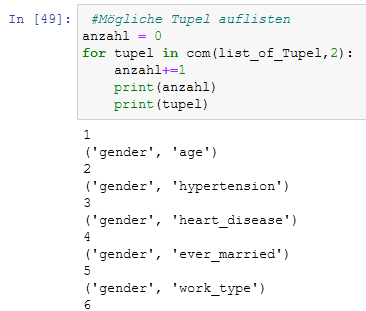 In [49]: #Mögliche Tupel auflisten
anzahl = 0
for tupel in com(list_of_Tupel,2):
    anzahl+=1
    print(anzahl)
    print(tupel)
1
('gender', 'age')
2
('gender', 'hypertension')
3
('gender', 'heart_disease')
4
('gender', 'ever_married')
5
('gender', 'work_type')
6